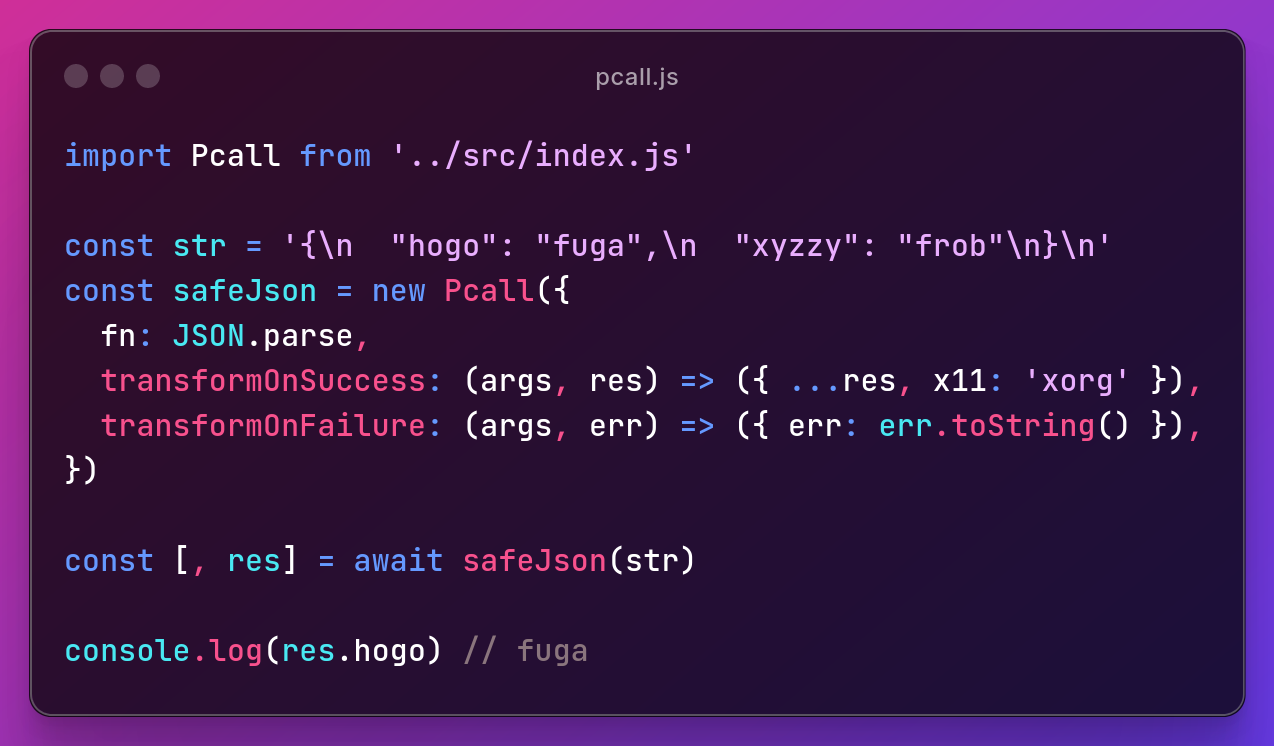 pcall.js
import Pcall from '../src/index.js'
const str = '{\n  "hogo": "fuga",\n  "xyzzy": "frob"\n}\n'
const safeJson = new Pcall({
  fn: JSON.parse,
  transformOnSuccess: (args, res) => ({ ...res, x11: 'xorg' }),
  transformOnFailure: (args, err) => ({ err: err.toString() }),
})
const [, res] = await safeJson(str)
console.log(res.hogo) // fuga